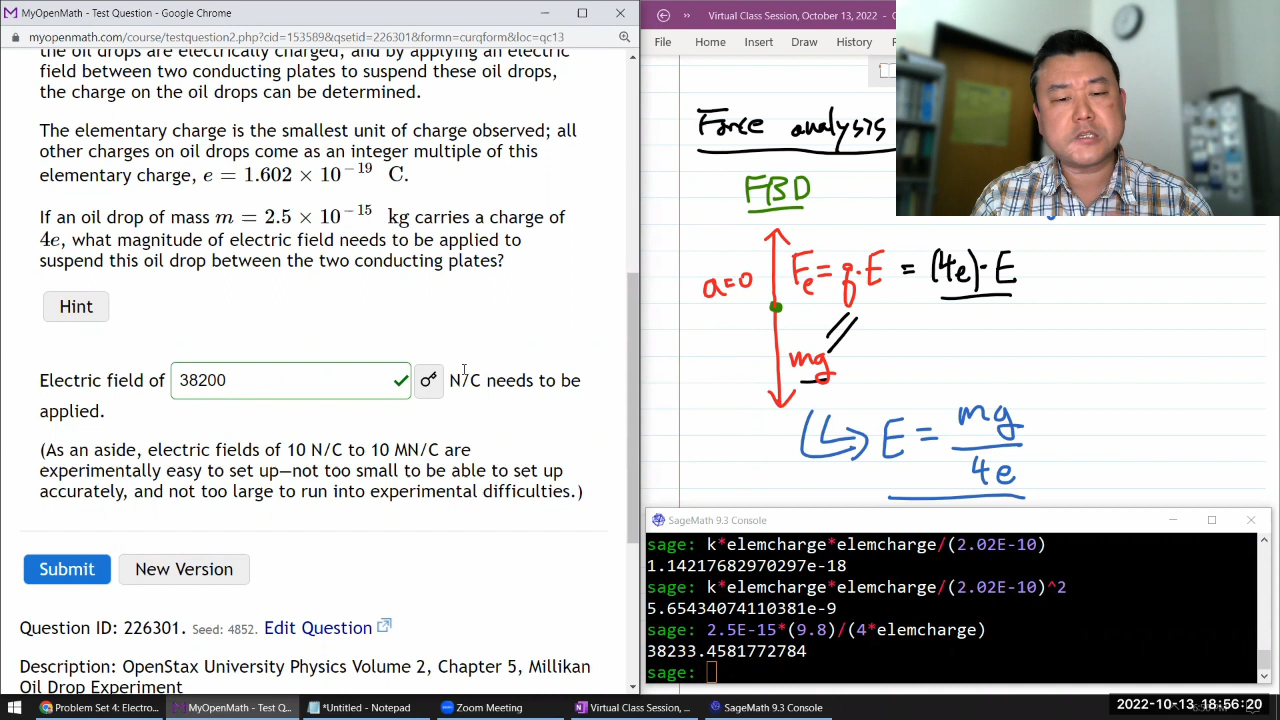 MyOpenMath - Test Question - Google Chrome
myopenmath.com/course/testquestion2.php?cid=153589&qsetid=226301&formn=curqform&loc=qc13
the oil drops are electrically charged, and by applying an electric
field between two conducting plates to suspend these oil drops,
the charge on the oil drops can be determined.
The elementary charge is the smallest unit of charge observed; all
other charges on oil drops come as an integer multiple of this
elementary charge, e = 1.602 × 10⁻¹⁹ C.
If an oil drop of mass m = 2.5 × 10⁻¹⁵ kg carries a charge of
4e, what magnitude of electric field needs to be applied to
suspend this oil drop between the two conducting plates?
Hint
Electric field of 38200 N/C needs to be
applied.
(As an aside, electric fields of 10 N/C to 10 MN/C are
experimentally easy to set up—not too small to be able to set up
accurately, and not too large to run into experimental difficulties.)
Submit New Version
Question ID: 226301. Seed: 4852. Edit Question
Description: OpenStax University Physics Volume 2, Chapter 5, Millikan
Oil Drop Experiment
Virtual Class Session, October 13, 2022 -
File Home Insert Draw History
Force analysis
FBD
a=0 Fe = q·E = (4e)·E
mg
E = mg/4e
SageMath 9.3 Console
sage: k*elemcharge*elemcharge/(2.02E-10)
1.14217682970297e-18
sage: k*elemcharge*elemcharge/(2.02E-10)^2
5.65434074110381e-9
sage: 2.5E-15*(9.8)/(4*elemcharge)
38233.4581772784
sage:
Problem Set 4: Electro... MyOpenMath - Test Q... *Untitled - Notepad Zoom Meeting Virtual Class Session, ... SageMath 9.3 Console 2022-10-13 18:56:20